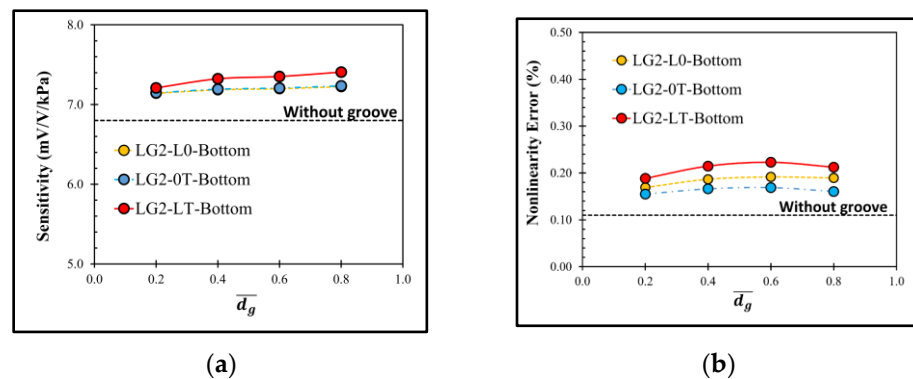 8.0
7.0
6.0
5.0
Sensitivity (mV/V/kPa)
Without groove
LG2-L0-Bottom
LG2-0T-Bottom
LG2-LT-Bottom
0.0 0.2 0.4 0.6 0.8 1.0
d_g
(a)
0.50
0.40
0.30
0.20
0.10
0.00
Nonlinearity Error (%)
LG2-L0-Bottom
LG2-0T-Bottom
LG2-LT-Bottom
Without groove
0.0 0.2 0.4 0.6 0.8 1.0
d_g
(b)